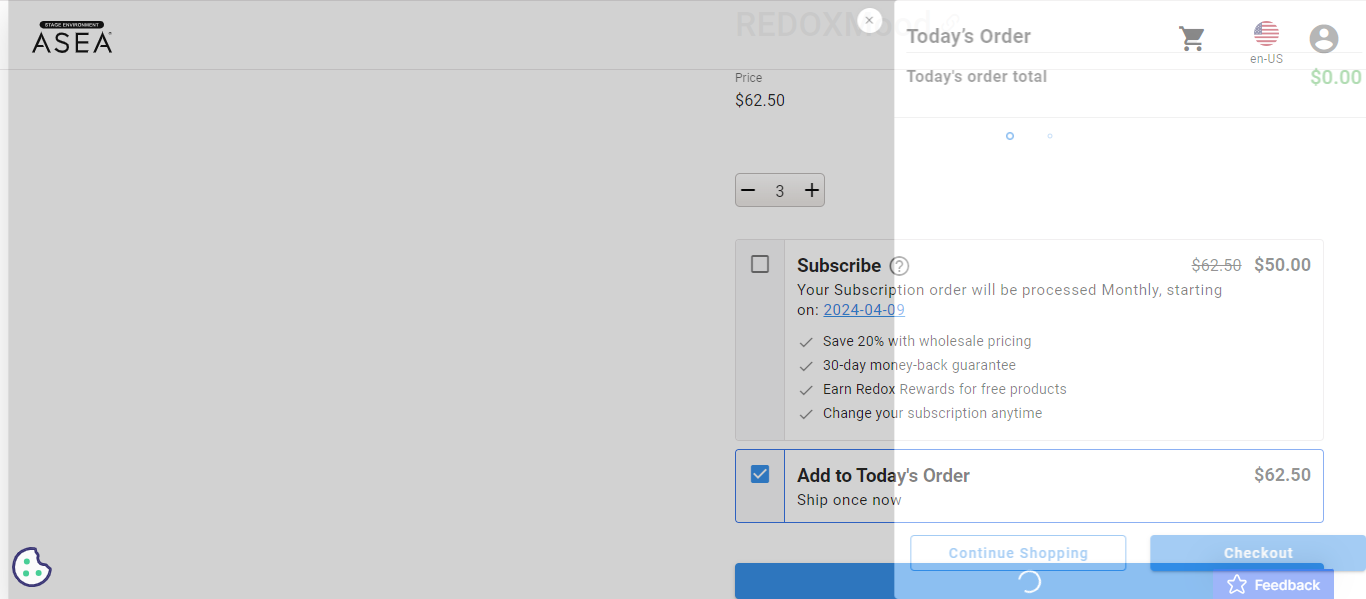 STAGE ENVIRONMENT
ASEA
REDOXMood
Today's Order
en-US
Price
$62.50
Today's order total
$0.00
3
Subscribe
$62.50 $50.00
Your Subscription order will be processed Monthly, starting
on: 2024-04-09
Save 20% with wholesale pricing
30-day money-back guarantee
Earn Redox Rewards for free products
Change your subscription anytime
Add to Today's Order
$62.50
Ship once now
Continue Shopping
Checkout
Feedback